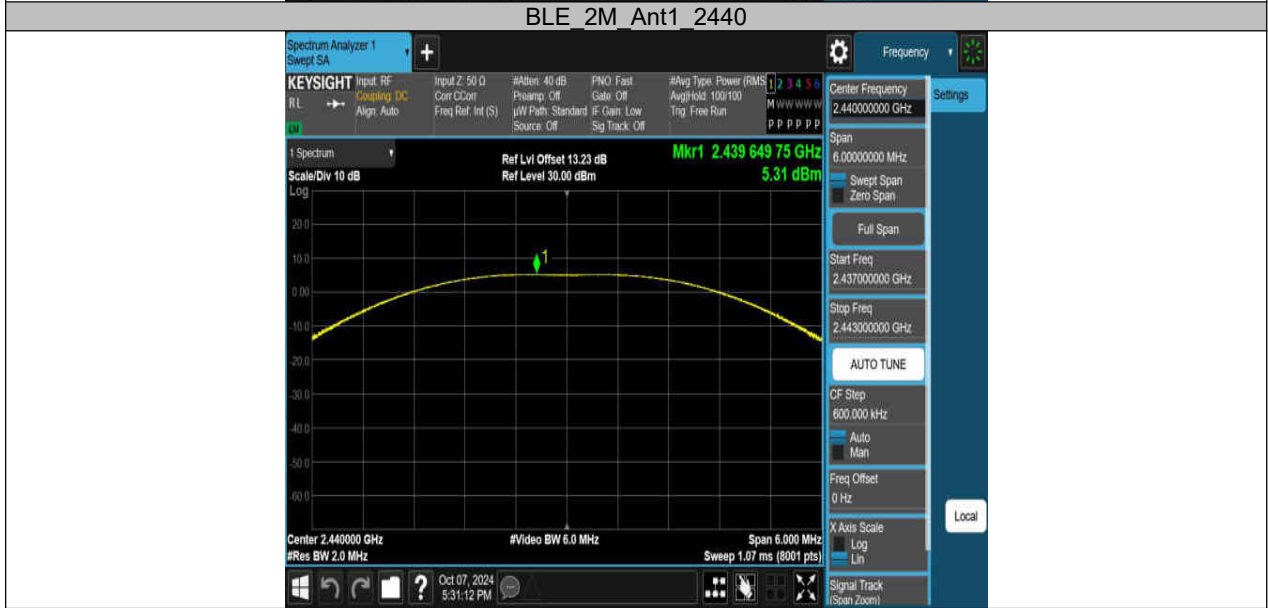 BLE_2M_Ant1_2440
Spectrum Analyzer 1
Swept SA
+
Frequency
KEYSIGHT
RL
Input: RF
Coupling: DC
Align: Auto
Input Z: 50 Ω
Corr CCorr
Freq Ref: Int (S)
#Atten: 40 dB
Preamp: Off
µW Path: Standard
Source: Off
PNO: Fast
Gate: Off
IF Gain: Low
Sig Track: Off
#Avg Type: Power (RMS
Avg|Hold: 100/100
Trig: Free Run
1 2 3 4 5 6
M W W W W W
P P P P P P
1 Spectrum
Scale/Div 10 dB
Log
Ref Lvl Offset 13.23 dB
Ref Level 30.00 dBm
Mkr1 2.439 649 75 GHz
5.31 dBm
20.0
10.0
0.00
-10.0
-20.0
-30.0
-40.0
-50.0
-60.0
1
Center 2.440000 GHz
#Res BW 2.0 MHz
#Video BW 6.0 MHz
Span 6.000 MHz
Sweep 1.07 ms (8001 pts)
Center Frequency
2.440000000 GHz
Settings
Span
6.00000000 MHz
Swept Span
Zero Span
Full Span
Start Freq
2.437000000 GHz
Stop Freq
2.443000000 GHz
AUTO TUNE
CF Step
600.000 kHz
Auto
Man
Freq Offset
0 Hz
X Axis Scale
Log
Lin
Local
Signal Track
(Span Zoom)
?
Oct 07, 2024
5:31:12 PM